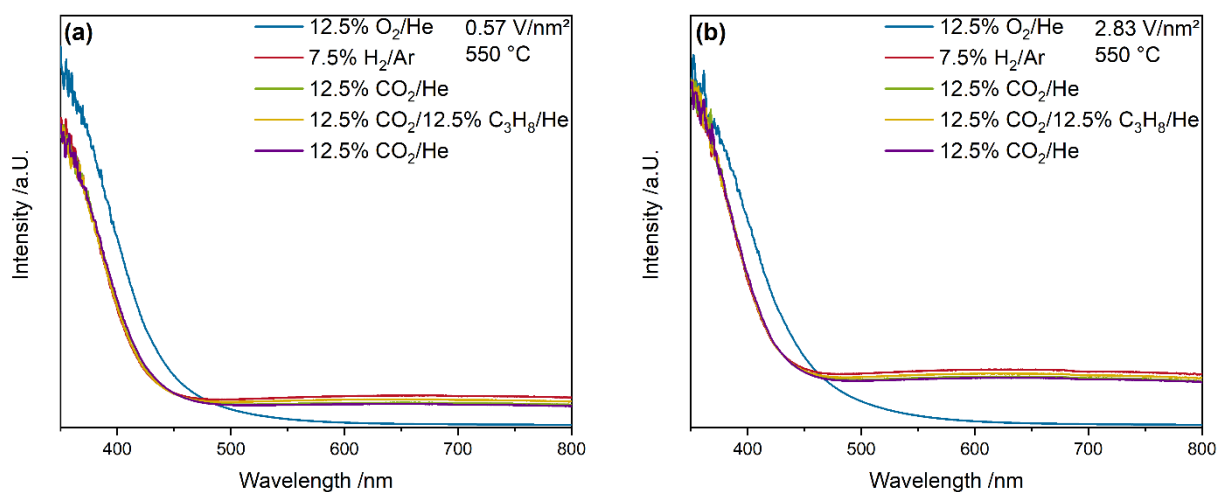 (a)
12.5% O₂/He 0.57 V/nm²
7.5% H₂/Ar 550 °C
12.5% CO₂/He
12.5% CO₂/12.5% C₃H₈/He
12.5% CO₂/He
Intensity /a.U.
400 500 600 700 800
Wavelength /nm
(b)
12.5% O₂/He 2.83 V/nm²
7.5% H₂/Ar 550 °C
12.5% CO₂/He
12.5% CO₂/12.5% C₃H₈/He
12.5% CO₂/He
Intensity /a.U.
400 500 600 700 800
Wavelength /nm